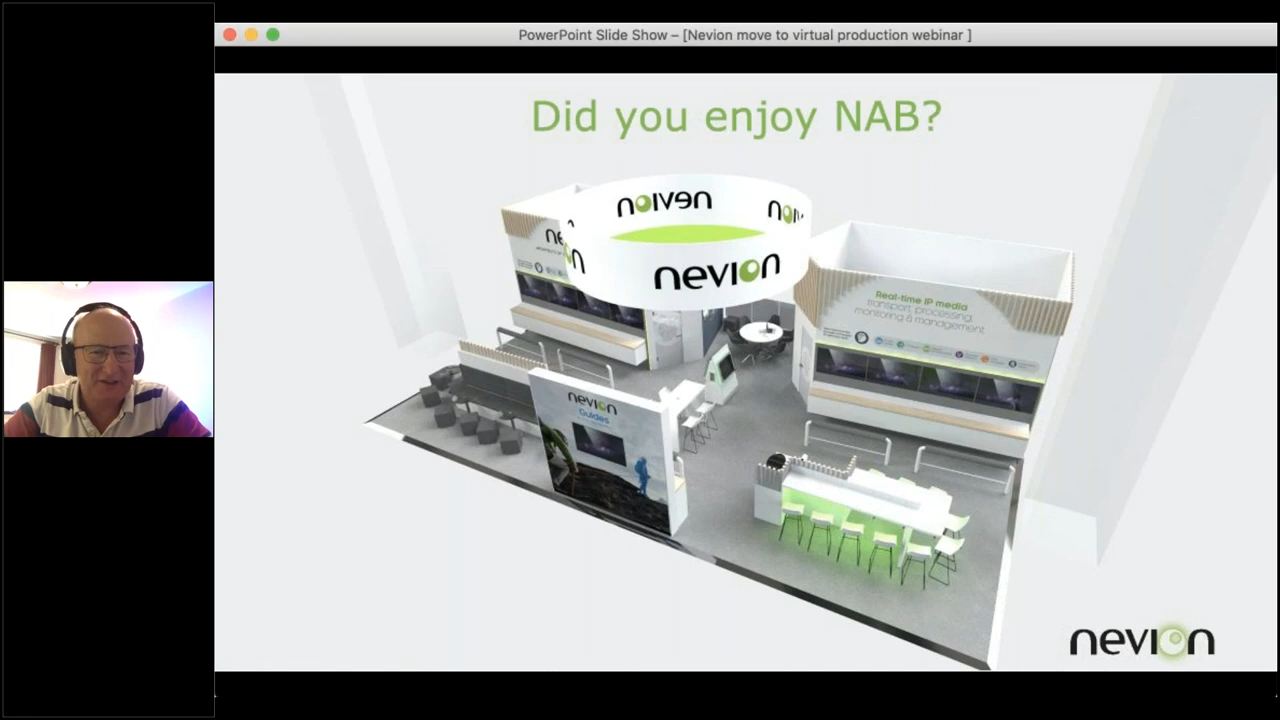 PowerPoint Slide Show – [Nevion move to virtual production webinar ]
Did you enjoy NAB?
nevion
nevion
Real-time IP media
transport, processing,
monitoring & management
nevion
Guides
nevion